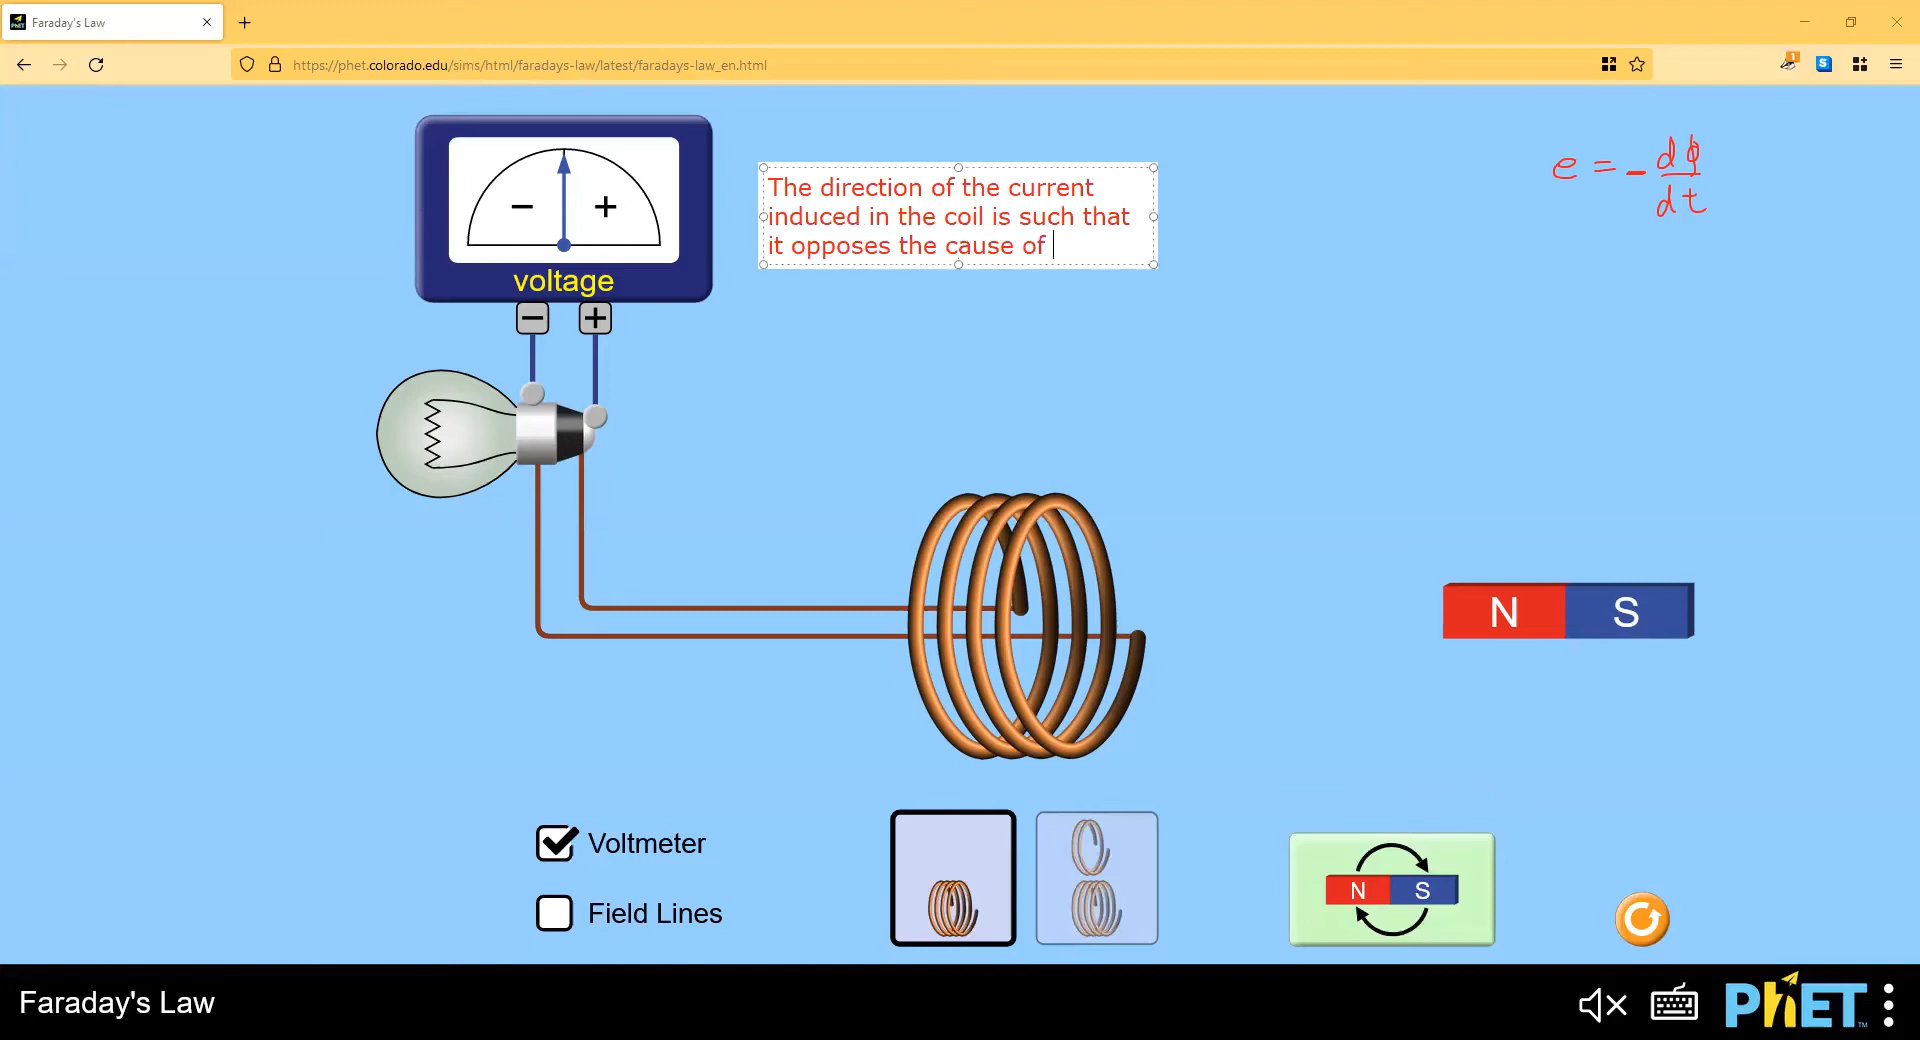 Faraday's Law
https://phet.colorado.edu/sims/html/faradays-law/latest/faradays-law_en.html
1
S
e = - dϕ
dt
− +
voltage
− +
The direction of the current
induced in the coil is such that
it opposes the cause of
N S
Voltmeter
Field Lines
N S
Faraday's Law
PhET™